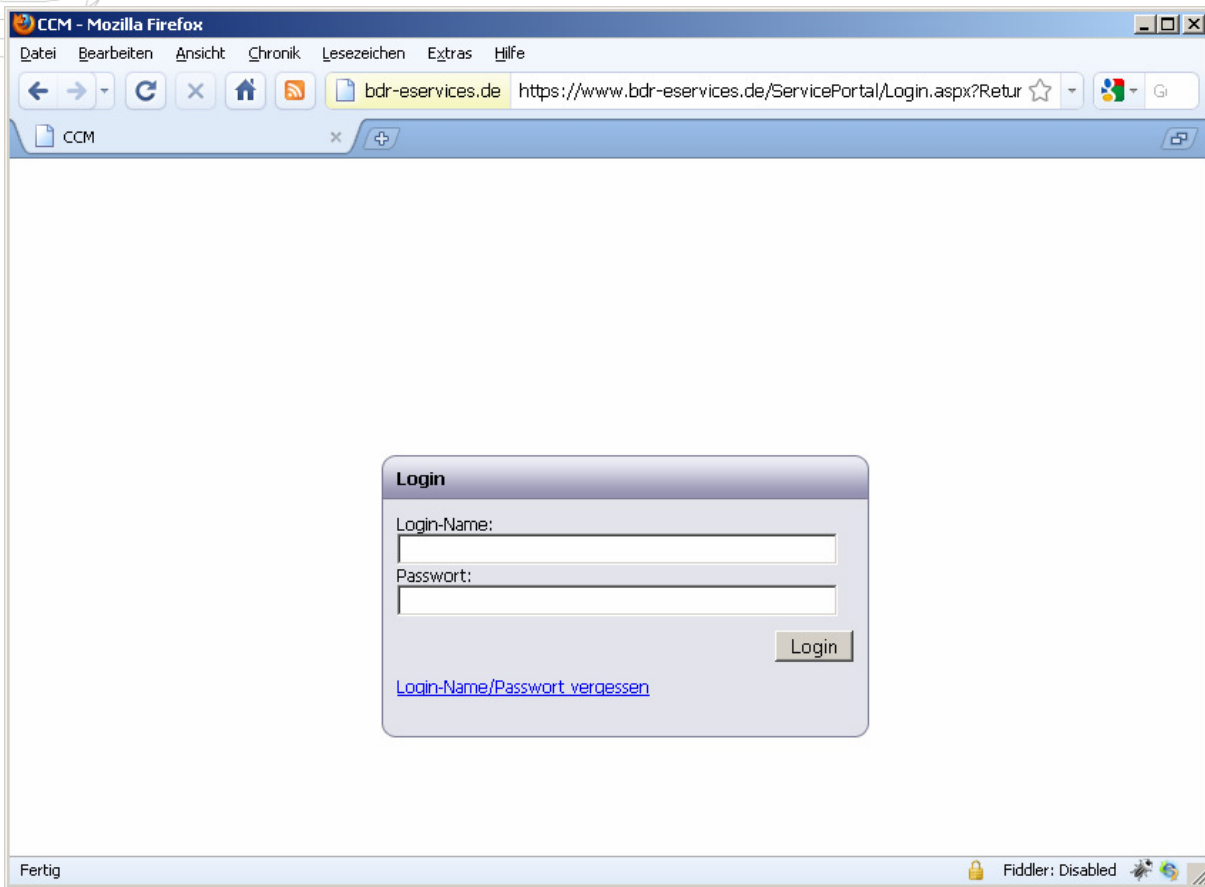 CCM - Mozilla Firefox
Datei Bearbeiten Ansicht Chronik Lesezeichen Extras Hilfe
bdr-eservices.de https://www.bdr-eservices.de/ServicePortal/Login.aspx?Retur
CCM
Login
Login-Name:
Passwort:
Login
Login-Name/Passwort vergessen
Fertig Fiddler: Disabled